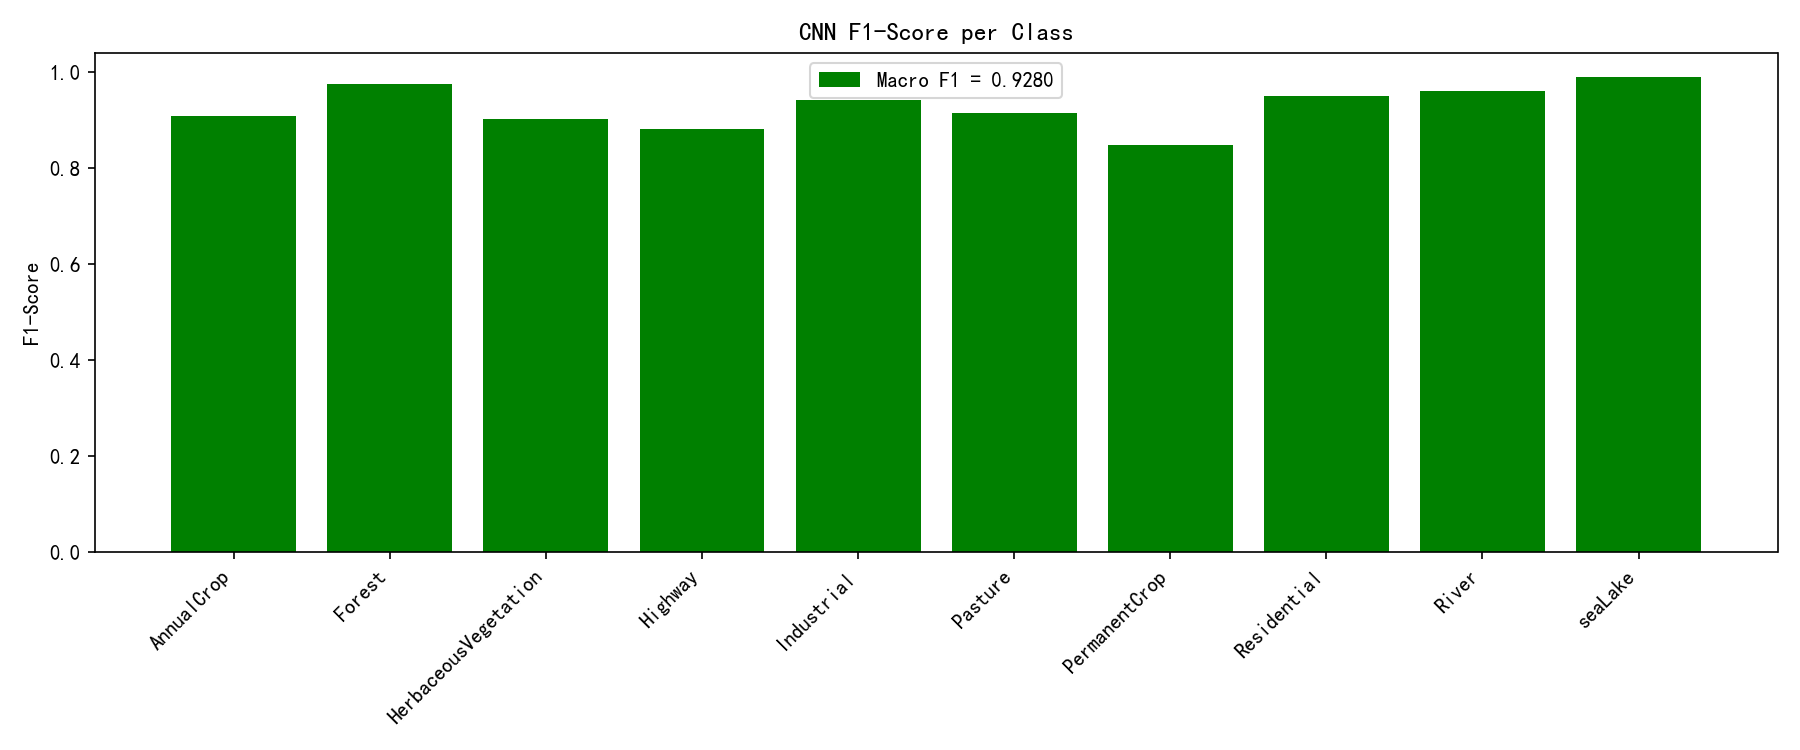 CNN F1-Score per Class
Macro F1 = 0.9280
F1-Score
1.0
0.8
0.6
0.4
0.2
0.0
AnnualCrop
Forest
HerbaceousVegetation
Highway
Industrial
Pasture
PermanentCrop
Residential
River
seaLake